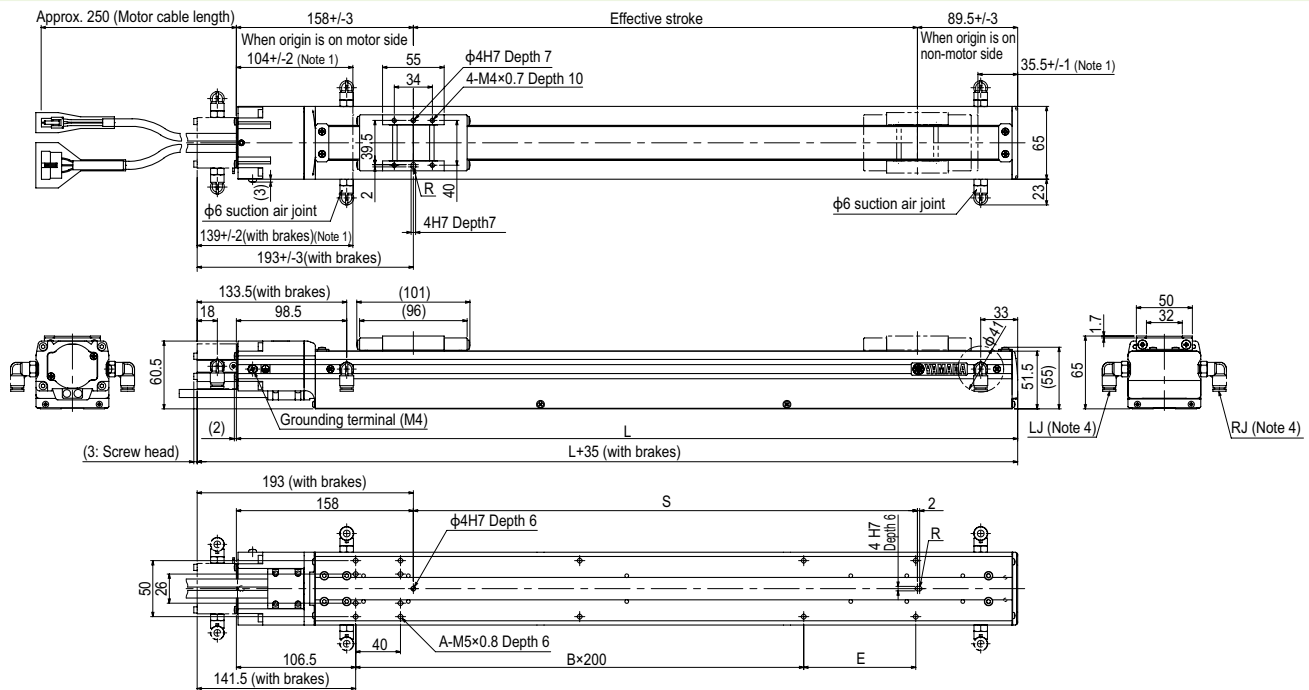 Approx. 250 (Motor cable length)
158+/-3
Effective stroke
89.5+/-3
When origin is on motor side
When origin is on
non-motor side
104+/-2 (Note 1)
55
34
ϕ4H7 Depth 7
4-M4×0.7 Depth 10
35.5+/-1 (Note 1)
39.5
40
65
(3)
2
R
23
ϕ6 suction air joint
ϕ6 suction air joint
4H7 Depth7
139+/-2(with brakes)(Note 1)
193+/-3(with brakes)
133.5(with brakes)
(101)
18
98.5
(96)
33
ϕ41
50
32
1.7
60.5
YAMAHA
51.5
(55)
65
Grounding terminal (M4)
LJ (Note 4)
RJ (Note 4)
(2)
L
(3: Screw head)
L+35 (with brakes)
193 (with brakes)
158
S
2
ϕ4H7 Depth 6
4 H7
Depth 6
R
50
26
40
A-M5×0.8 Depth 6
106.5
B×200
E
141.5 (with brakes)